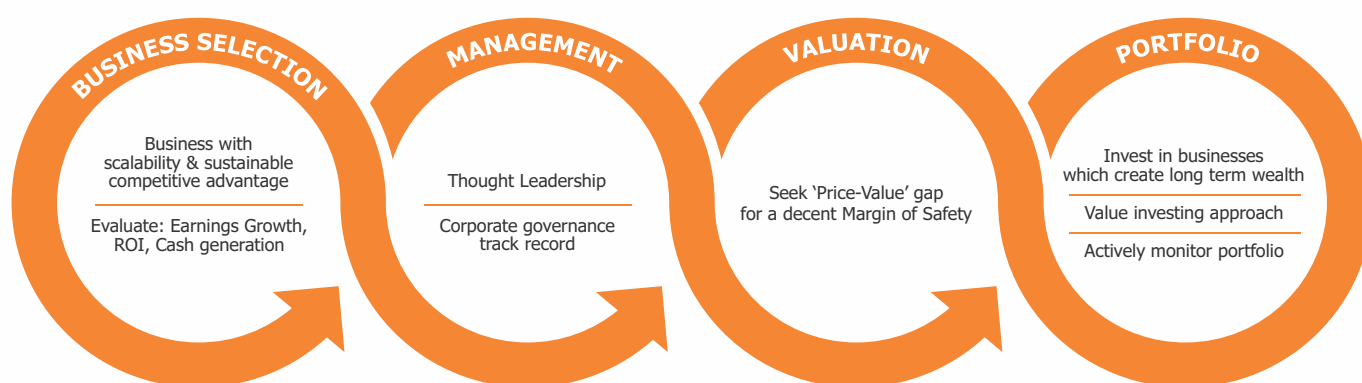 BUSINESS SELECTION
Business with
scalability & sustainable
competitive advantage
Evaluate: Earnings Growth,
ROI, Cash generation
MANAGEMENT
Thought Leadership
Corporate governance
track record
VALUATION
Seek ‘Price-Value’ gap
for a decent Margin of Safety
PORTFOLIO
Invest in businesses
which create long term wealth
Value investing approach
Actively monitor portfolio